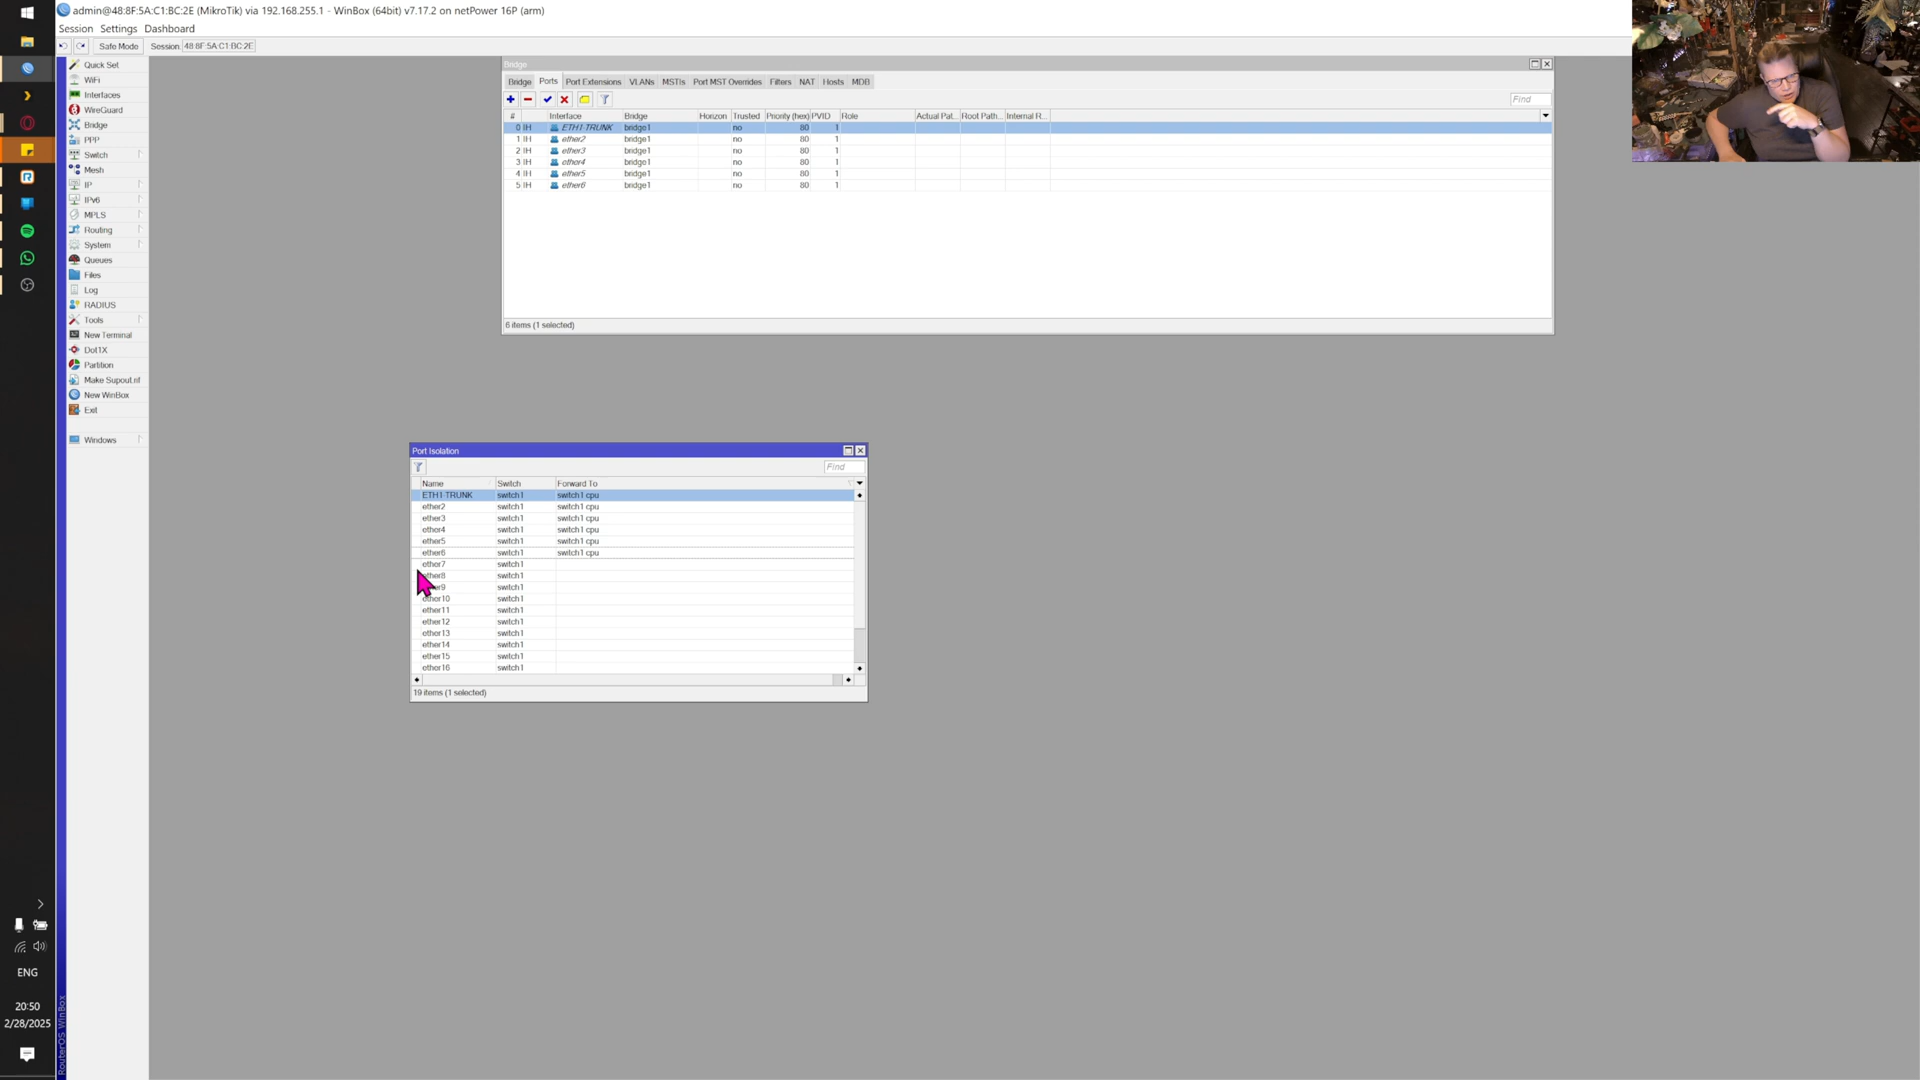 admin@48:8F:5A:C1:BC:2E (MikroTik) via 192.168.255.1 - WinBox (64bit) v7.17.2 on netPower 16P (arm)
Session Settings Dashboard
Safe Mode Session: 48:8F:5A:C1:BC:2E
Quick Set
WiFi
Interfaces
WireGuard
Bridge
PPP
Switch
Mesh
IP
IPv6
MPLS
Routing
System
Queues
Files
Log
RADIUS
Tools
New Terminal
Dot1X
Partition
Make Supout.rif
New WinBox
Exit
Windows
RouterOS WinBox
Bridge
Bridge Ports Port Extensions VLANs MSTIs Port MST Overrides Filters NAT Hosts MDB
Find
# Interface Bridge Horizon Trusted Priority (hex) PVID Role Actual Pat... Root Path... Internal R...
0 IH ETH1-TRUNK bridge1 no 80 1
1 IH ether2 bridge1 no 80 1
2 IH ether3 bridge1 no 80 1
3 IH ether4 bridge1 no 80 1
4 IH ether5 bridge1 no 80 1
5 IH ether6 bridge1 no 80 1
6 items (1 selected)
Port Isolation
Find
Name Switch Forward To
ETH1-TRUNK switch1 switch1 cpu
ether2 switch1 switch1 cpu
ether3 switch1 switch1 cpu
ether4 switch1 switch1 cpu
ether5 switch1 switch1 cpu
ether6 switch1 switch1 cpu
ether7 switch1
ether8 switch1
ether9 switch1
ether10 switch1
ether11 switch1
ether12 switch1
ether13 switch1
ether14 switch1
ether15 switch1
ether16 switch1
19 items (1 selected)
ENG
20:50
2/28/2025